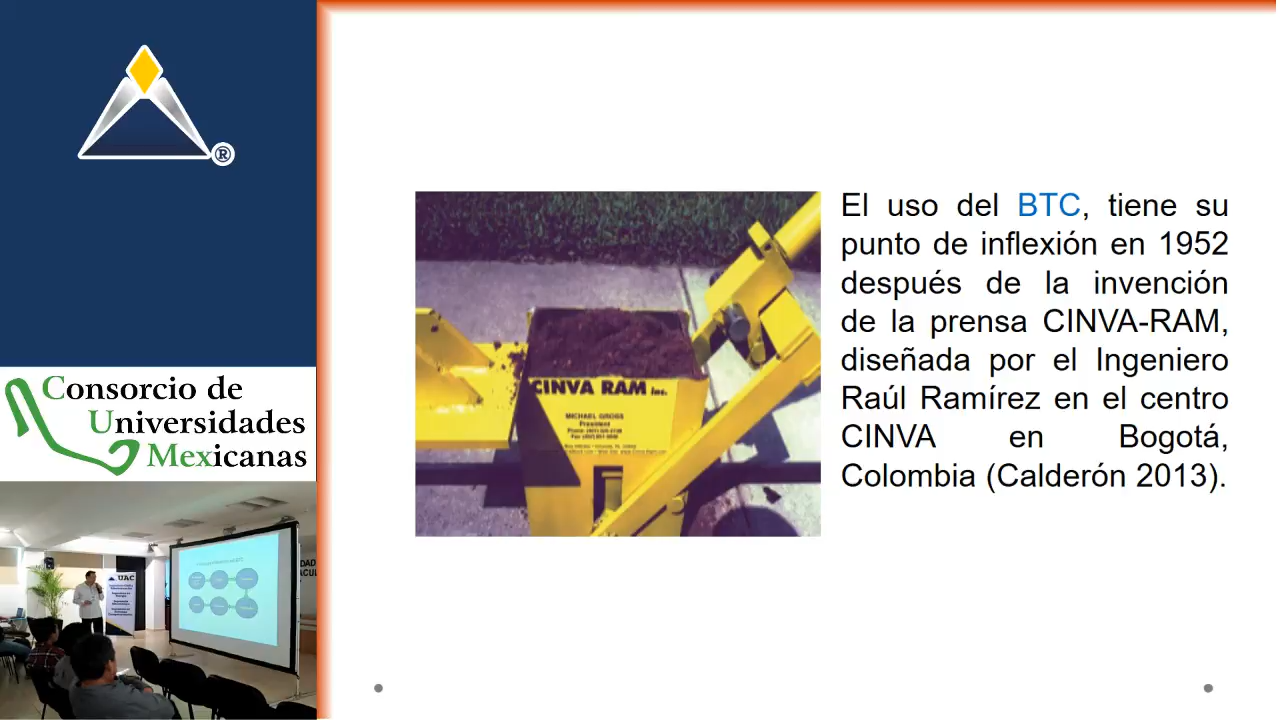 ®
Consorcio de
Universidades
Mexicanas
UAC
CINVA RAM inc.
MICHAEL GROSS
President
El uso del BTC, tiene su
punto de inflexión en 1952
después de la invención
de la prensa CINVA-RAM,
diseñada por el Ingeniero
Raúl Ramírez en el centro
CINVA en Bogotá,
Colombia (Calderón 2013).